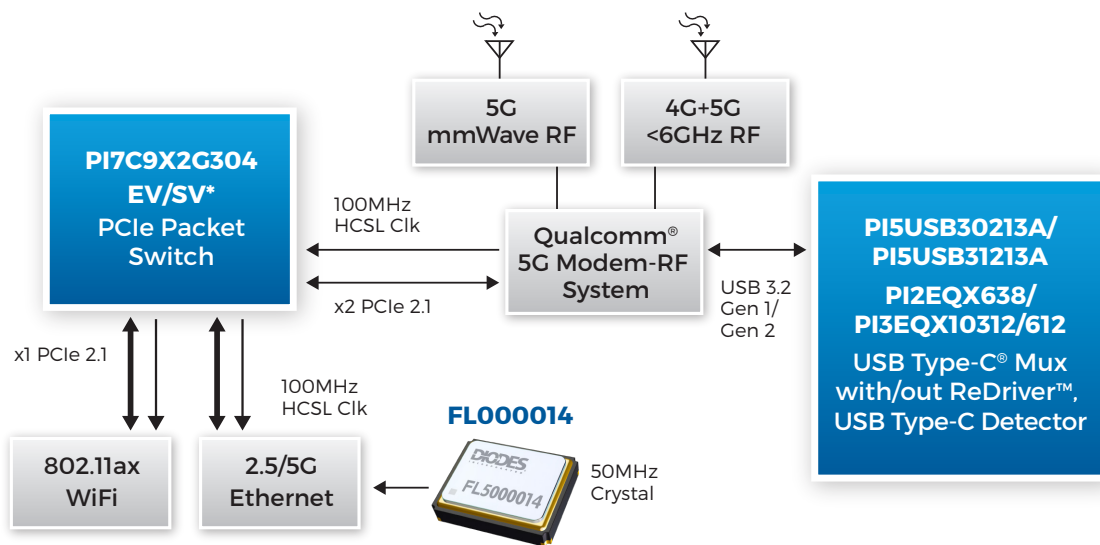 5G
mmWave RF
4G+5G
<6GHz RF
PI7C9X2G304
EV/SV*
PCIe Packet
Switch
100MHz
HCSL Clk
x2 PCIe 2.1
Qualcomm®
5G Modem-RF
System
USB 3.2
Gen 1/
Gen 2
PI5USB30213A/
PI5USB31213A
PI2EQX638/
PI3EQX10312/612
USB Type-C® Mux
with/out ReDriver™,
USB Type-C Detector
x1 PCIe 2.1
100MHz
HCSL Clk
802.11ax
WiFi
2.5/5G
Ethernet
FL000014
DIODES
INCORPORATED
FL5000014
50MHz
Crystal